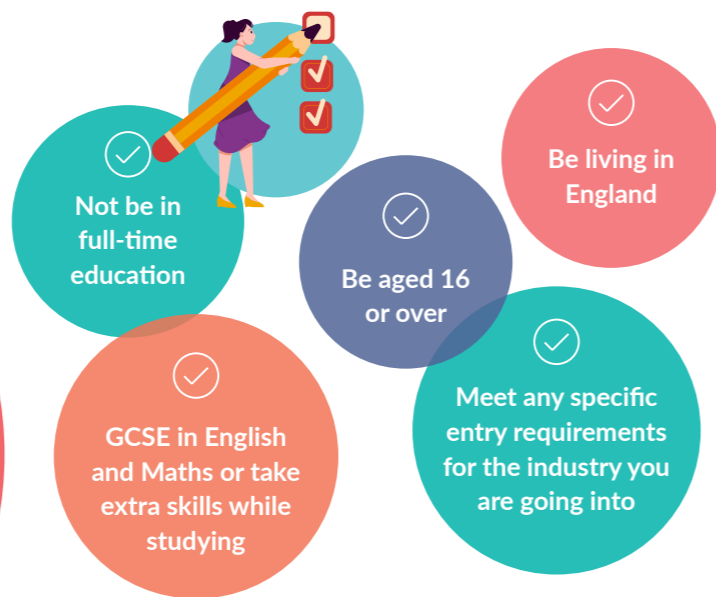 Not be in
full-time
education
Be aged 16
or over
Be living in
England
GCSE in English
and Maths or take
extra skills while
studying
Meet any specific
entry requirements
for the industry you
are going into